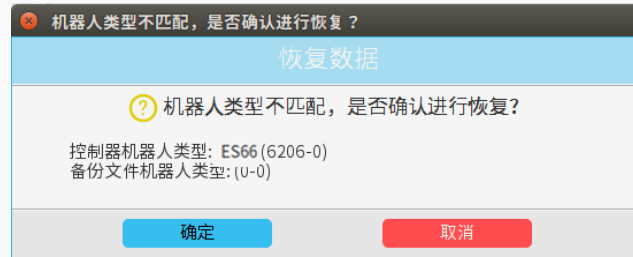 机器人类型不匹配，是否确认进行恢复？
恢复数据
机器人类型不匹配，是否确认进行恢复？
控制器机器人类型: ES66(6206-0)
备份文件机器人类型:(0-0)
确定
取消